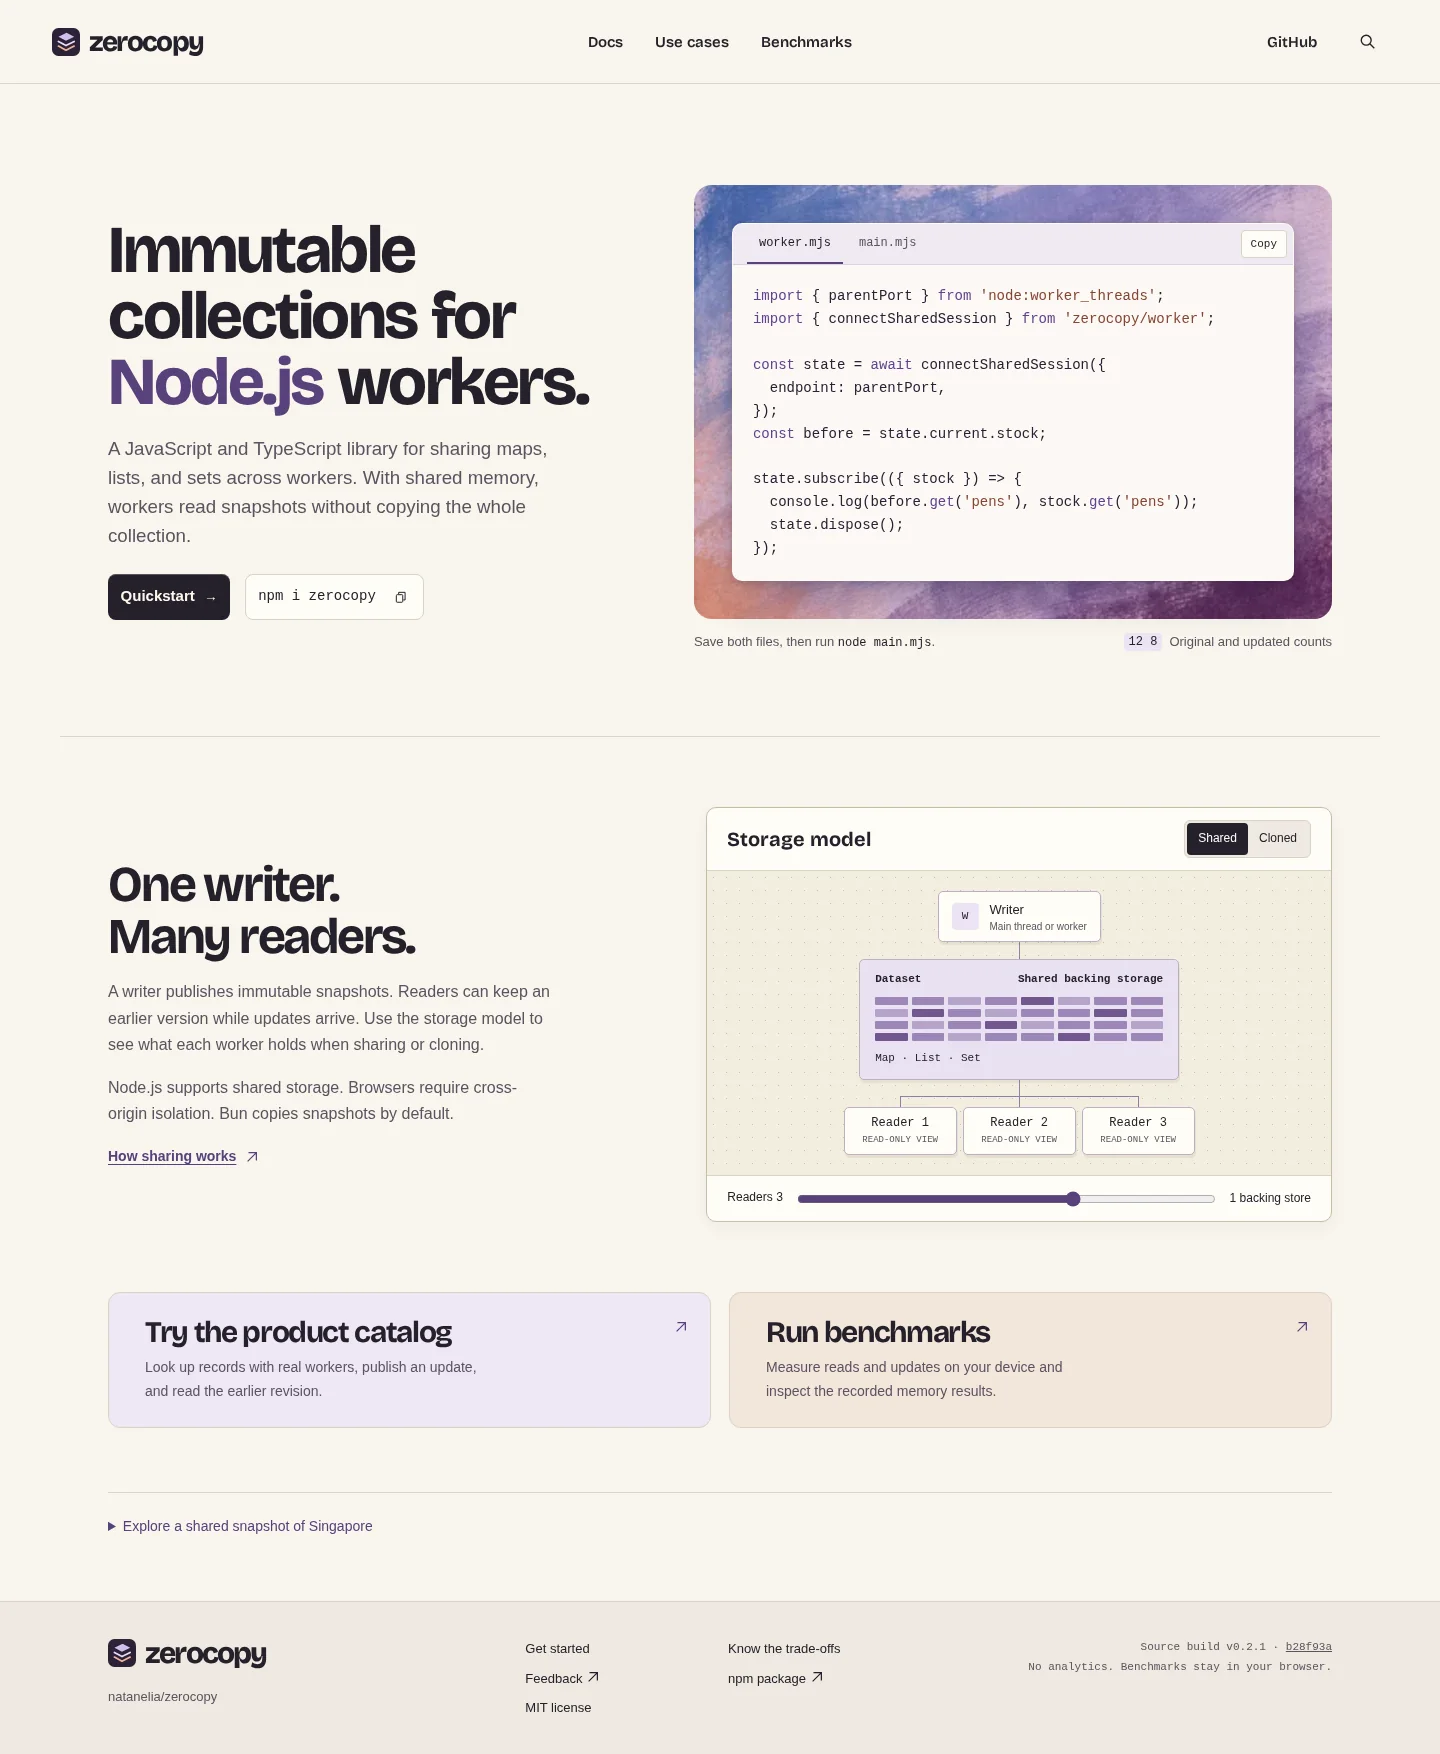 zerocopy
Docs
Use cases
Benchmarks
GitHub
Immutable
collections for
Node.js workers.
A JavaScript and TypeScript library for sharing maps,
lists, and sets across workers. With shared memory,
workers read snapshots without copying the whole
collection.
Quickstart →
npm i zerocopy
worker.mjs
main.mjs
Copy
import { parentPort } from 'node:worker_threads';
import { connectSharedSession } from 'zerocopy/worker';
const state = await connectSharedSession({
  endpoint: parentPort,
});
const before = state.current.stock;
state.subscribe(({ stock }) => {
  console.log(before.get('pens'), stock.get('pens'));
  state.dispose();
});
Save both files, then run node main.mjs.
12 8 Original and updated counts
One writer.
Many readers.
A writer publishes immutable snapshots. Readers can keep an
earlier version while updates arrive. Use the storage model to
see what each worker holds when sharing or cloning.
Node.js supports shared storage. Browsers require cross-
origin isolation. Bun copies snapshots by default.
How sharing works
Storage model
Shared
Cloned
W
Writer
Main thread or worker
Dataset
Shared backing storage
Map · List · Set
Reader 1
READ-ONLY VIEW
Reader 2
READ-ONLY VIEW
Reader 3
READ-ONLY VIEW
Readers 3
1 backing store
Try the product catalog
Look up records with real workers, publish an update,
and read the earlier revision.
Run benchmarks
Measure reads and updates on your device and
inspect the recorded memory results.
Explore a shared snapshot of Singapore
zerocopy
natanelia/zerocopy
Get started
Feedback
MIT license
Know the trade-offs
npm package
Source build v0.2.1 · b28f93a
No analytics. Benchmarks stay in your browser.